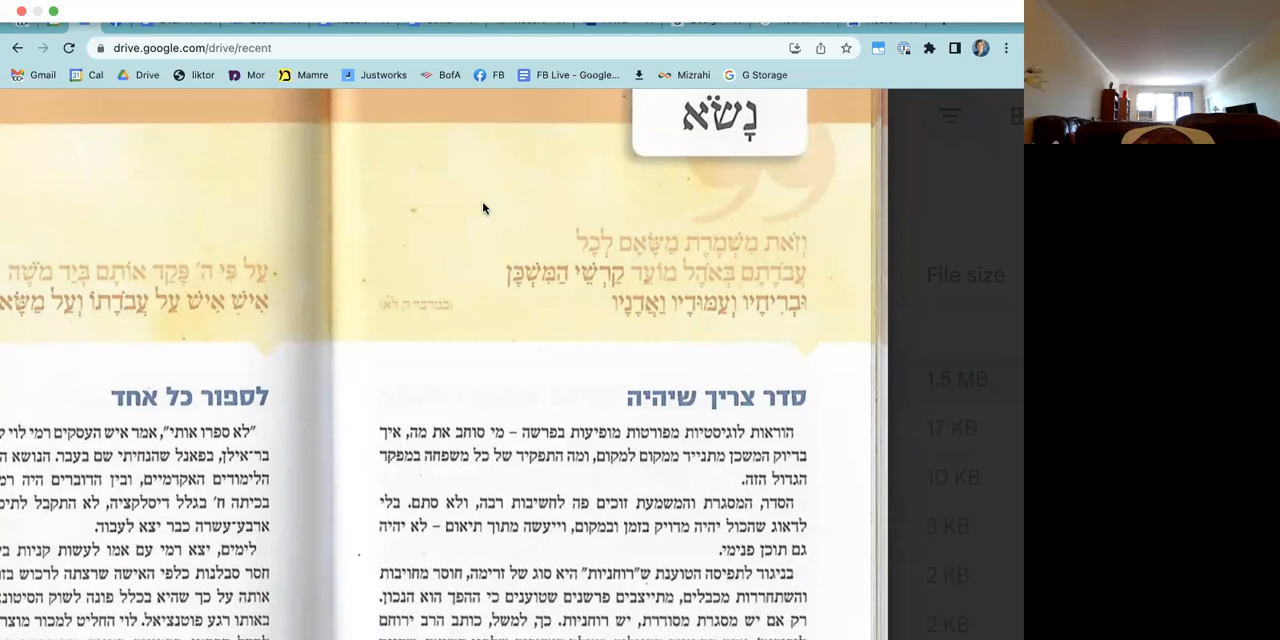 drive.google.com/drive/recent
Gmail Cal Drive liktor Mor Mamre Justworks BofA FB FB Live - Google... Mizrahi G Storage
נָשֹׂא
וְזֹאת מִשְׁמֶרֶת מַשָּׂאָם לְכָל
עֲבֹדָתָם בְּאֹהֶל מוֹעֵד קַרְשֵׁי הַמִּשְׁכָּן
וּבְרִיחָיו וְעַמּוּדָיו וַאֲדָנָיו
(במדבר ד, לא)
סדר צריך שיהיה
הוראות לוגיסטיות מפורטות מופיעות בפרשה – מי סוחב את מה, איך
בדיוק המשכן מתנייד ממקום למקום, ומה התפקיד של כל משפחה במפקד
הגדול הזה.
הסדר, המסגרת והמשמעת זוכים פה לחשיבות רבה, ולא סתם. בלי
לדאוג שהכול יהיה מדויק בזמן ובמקום, וייעשה מתוך תיאום – לא יהיה
גם תוכן פנימי.
בניגוד לתפיסה הטוענת ש"רוחניות" היא סוג של זרימה, חוסר מחויבות
והשתחררות מכבלים, מתייצבים פרשנים שטוענים כי ההפך הוא הנכון.
רק אם יש מסגרת מסודרת, יש רוחניות. כך, למשל, כותב הרב ירוחם
עַל פִּי ה' פָּקַד אוֹתָם בְּיַד מֹשֶׁה
אִישׁ אִישׁ עַל עֲבֹדָתוֹ וְעַל מַשָּׂא
לספור כל אחד
"לא ספרו אותי", אמר איש העסקים רמי לוי
בר־אילן, בפאנל שהנחיתי שם בעבר. הנושא
הלימודים האקדמיים, ובין הדוברים היה
בכיתה ח' בגלל דיסלקציה, לא התקבל
ארבע־עשרה כבר יצא לעבוד.
לימים, יצא רמי עם אמו לעשות קניות
חסר סבלנות כלפי האישה שרצתה לרכוש
אותה על כך שהיא בכלל פונה לשוק
באותו רגע פוטנציאל. לוי החליט למכור
File size
1,5 MB
17 KB
10 KB
3 KB
2 KB
2 KB